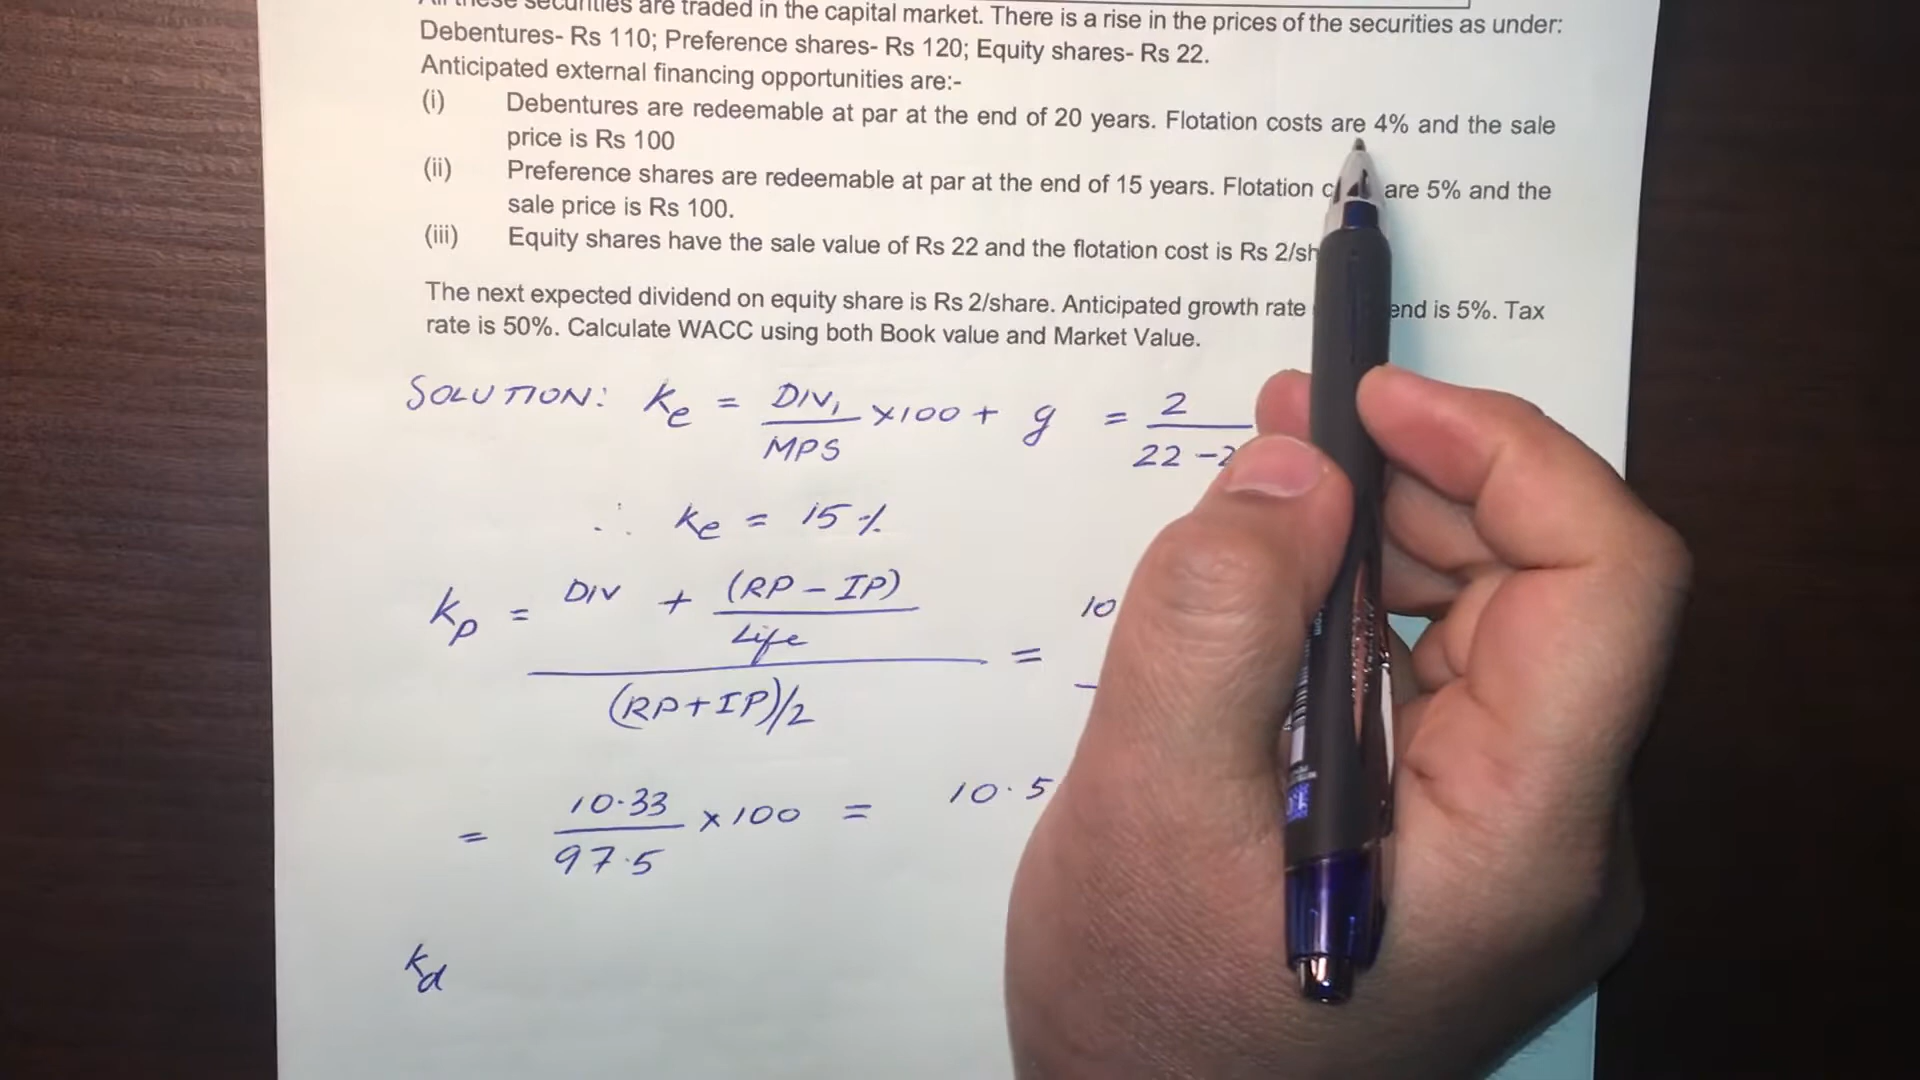 these securities are traded in the capital market. There is a rise in the prices of the securities as under:
Debentures- Rs 110; Preference shares- Rs 120; Equity shares- Rs 22.
Anticipated external financing opportunities are:-
(i) Debentures are redeemable at par at the end of 20 years. Flotation costs are 4% and the sale
price is Rs 100
(ii) Preference shares are redeemable at par at the end of 15 years. Flotation are 5% and the
sale price is Rs 100.
(iii) Equity shares have the sale value of Rs 22 and the flotation cost is Rs 2/sh
The next expected dividend on equity share is Rs 2/share. Anticipated growth rate end is 5%. Tax
rate is 50%. Calculate WACC using both Book value and Market Value.
SOLUTION: Ke = DIV1 / MPS ×100 + g = 2 / 22-2
∴ Ke = 15%
Kp = DIV + (RP - IP) / Life = 10
(RP+IP)/2
= 10.33 / 97.5 ×100 = 10.5
Kd